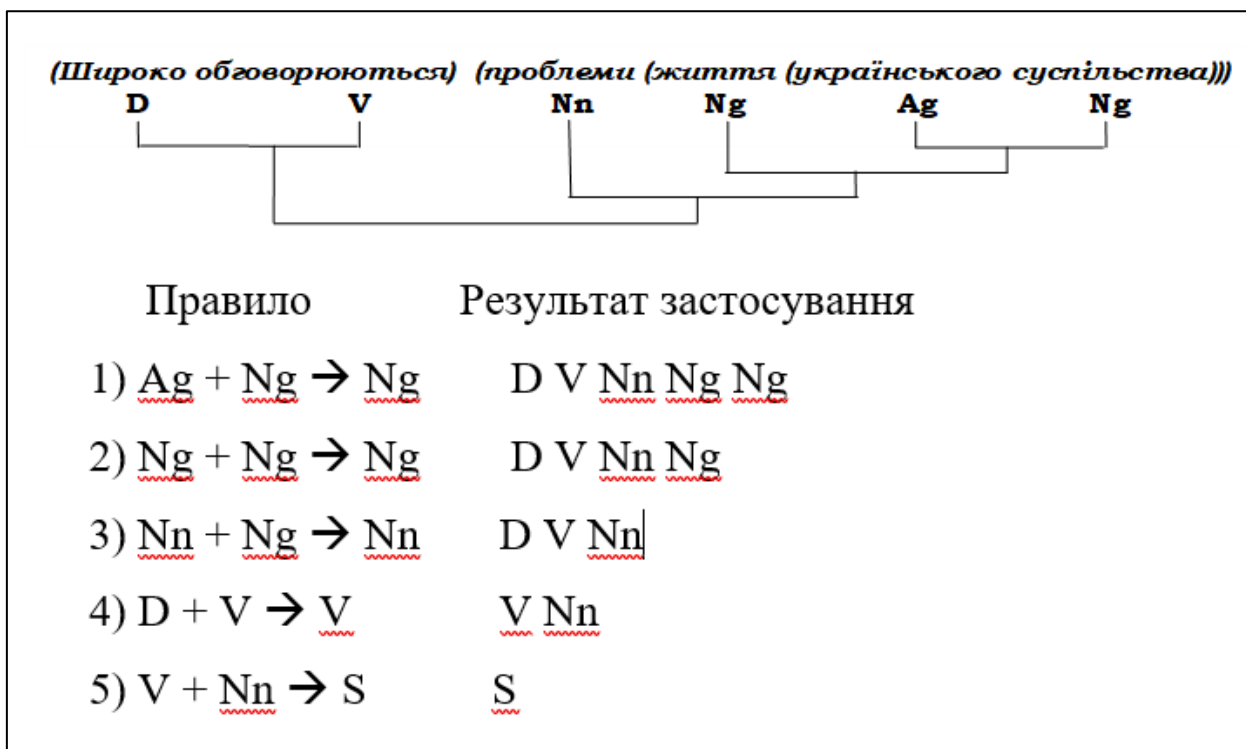 (Широко обговорюються) (проблеми (життя (українського суспільства)))
D V Nn Ng Ag Ng
Правило Результат застосування
1) Ag + Ng → Ng D V Nn Ng Ng
2) Ng + Ng → Ng D V Nn Ng
3) Nn + Ng → Nn D V Nn
4) D + V → V V Nn
5) V + Nn → S S